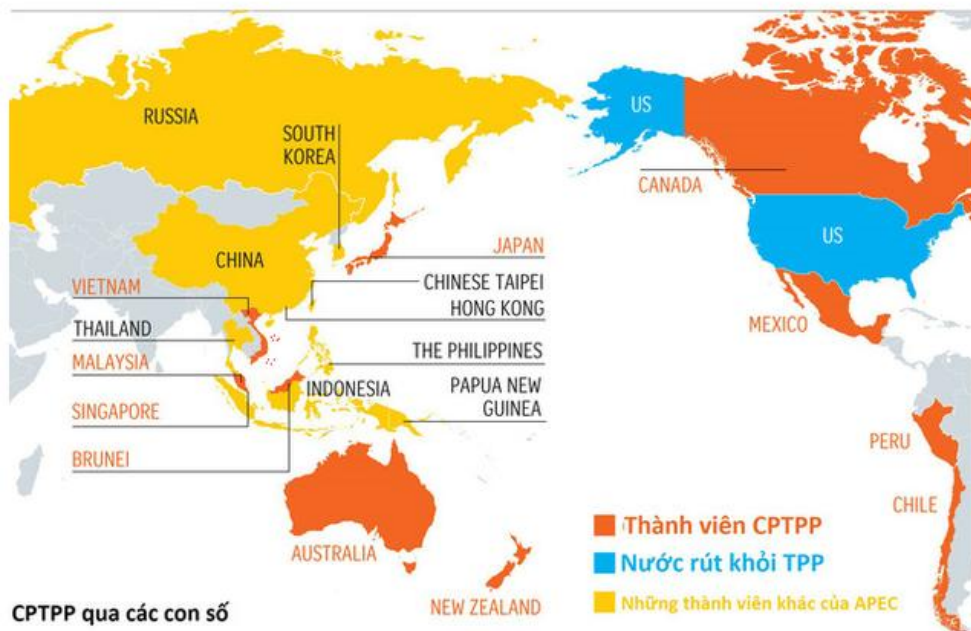 RUSSIA
SOUTH
KOREA
US
CANADA
CHINA
JAPAN
US
VIETNAM
CHINESE TAIPEI
HONG KONG
THAILAND
MEXICO
MALAYSIA
THE PHILIPPINES
INDONESIA
PAPUA NEW
GUINEA
SINGAPORE
BRUNEI
PERU
CHILE
AUSTRALIA
NEW ZEALAND
Thành viên CPTPP
Nước rút khỏi TPP
Những thành viên khác của APEC
CPTPP qua các con số